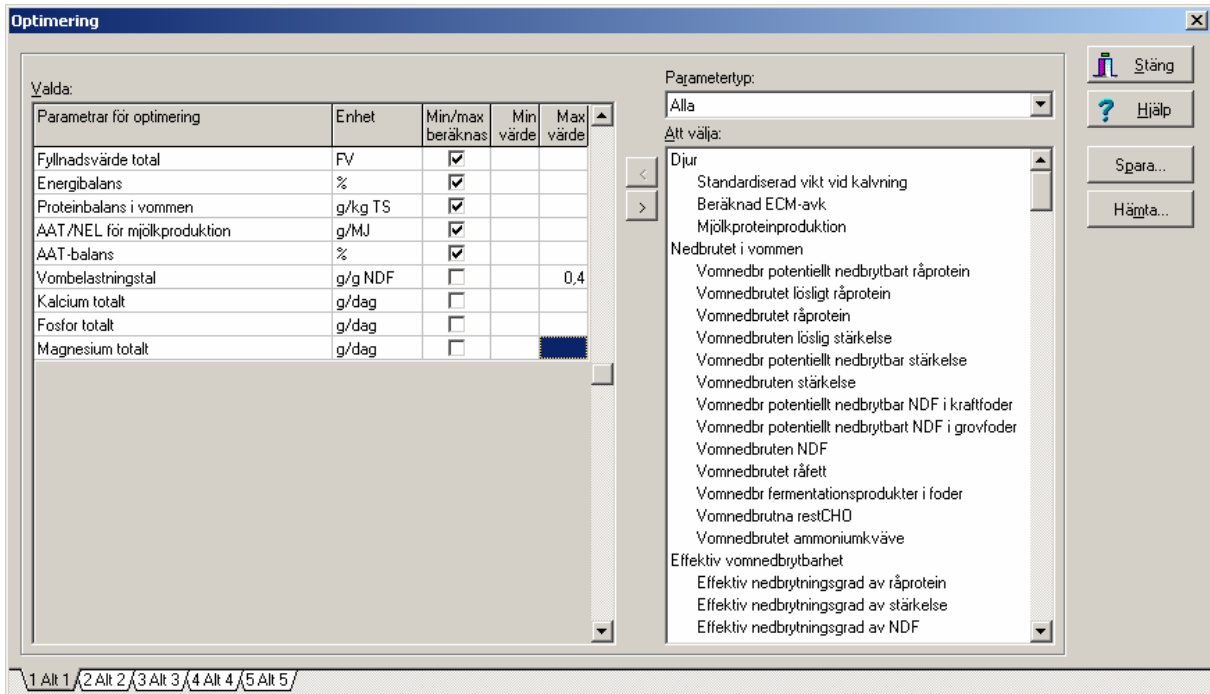 Optimering
Valda:
Parametrar för optimering Enhet Min/max beräknas Min värde Max värde
Fyllnadsvärde total FV
Energibalans %
Proteinbalans i vommen g/kg TS
AAT/NEL för mjölkproduktion g/MJ
AAT-balans %
Vombelastningstal g/g NDF 0,4
Kalcium totalt g/dag
Fosfor totalt g/dag
Magnesium totalt g/dag
<
>
Parametertyp:
Alla
Att välja:
Djur
Standardiserad vikt vid kalvning
Beräknad ECM-avk
Mjölkproteinproduktion
Nedbrutet i vommen
Vomnedbr potentiellt nedbrytbart råprotein
Vomnedbrutet lösligt råprotein
Vomnedbrutet råprotein
Vomnedbruten löslig stärkelse
Vomnedbr potentiellt nedbrytbar stärkelse
Vomnedbruten stärkelse
Vomnedbr potentiellt nedbrytbar NDF i kraftfoder
Vomnedbr potentiellt nedbrytbart NDF i grovfoder
Vomnedbruten NDF
Vomnedbrutet råfett
Vomnedbr fermentationsprodukter i foder
Vomnedbrutna restCHO
Vomnedbrutet ammoniumkväve
Effektiv vomnedbrytbarhet
Effektiv nedbrytningsgrad av råprotein
Effektiv nedbrytningsgrad av stärkelse
Effektiv nedbrytningsgrad av NDF
Stäng
? Hjälp
Spara...
Hämta...
1 Alt 1 2 Alt 2 3 Alt 3 4 Alt 4 5 Alt 5